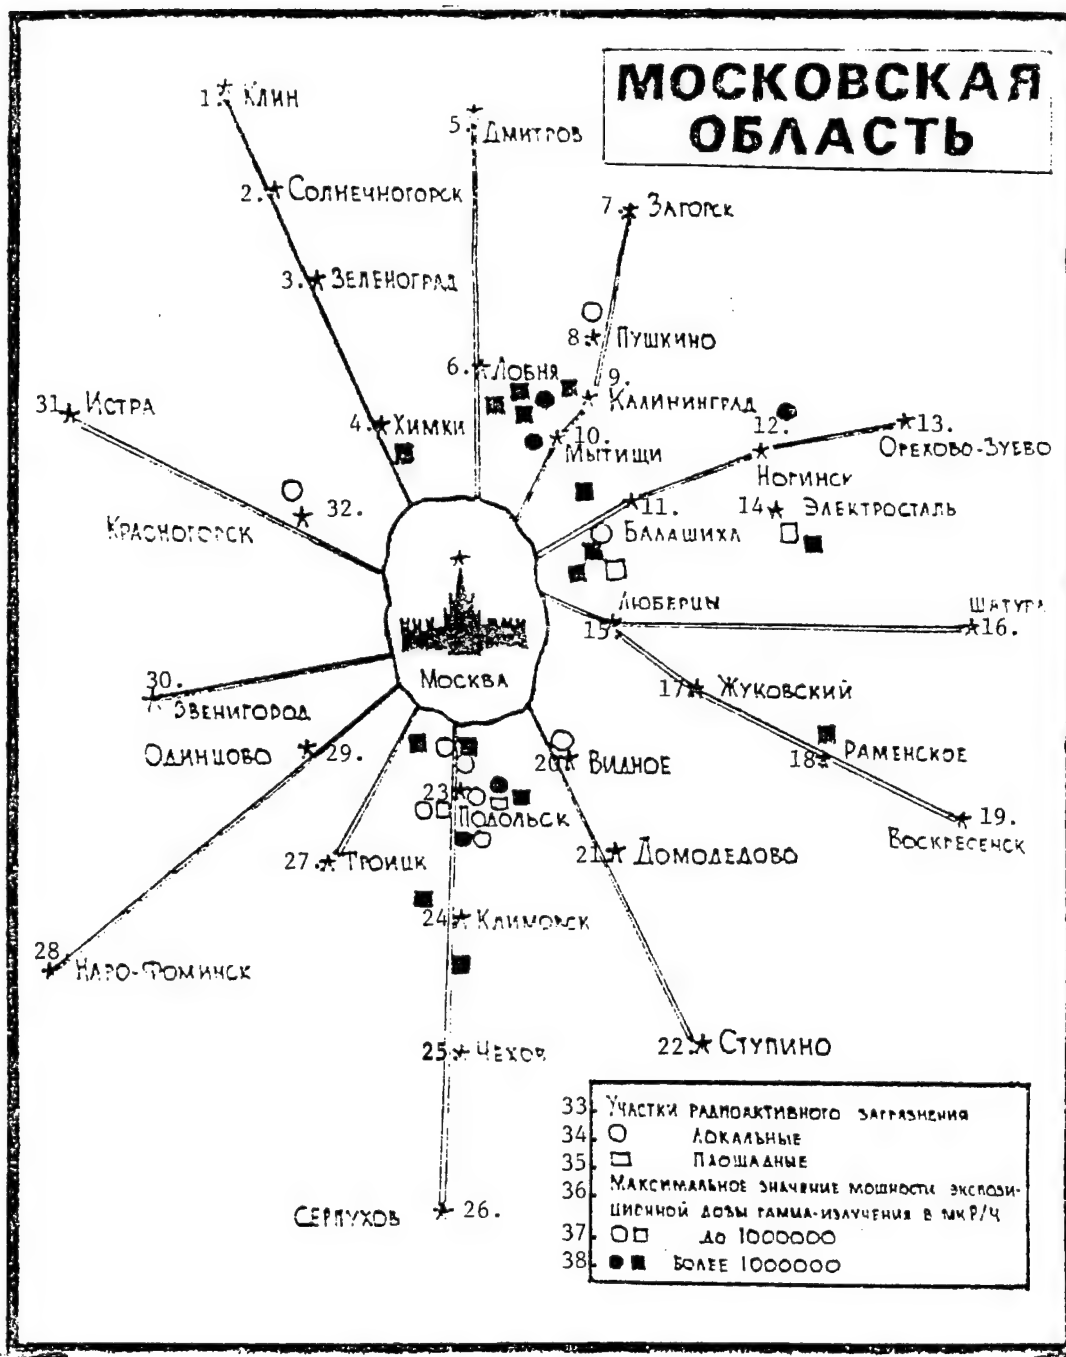 МОСКОВСКАЯ
ОБЛАСТЬ
1. Клин
5. Дмитров
2. Солнечногорск
7. Загорск
3. Зеленоград
8. Пушкино
6. Лобня
9.
Калининград
31. Истра
4. Химки
10.
Мытищи
12.
Ногинск
13.
Орехово-Зуево
32.
Красногорск
11.
Балашиха
14. Электросталь
Люберцы
15.
Шатура
16.
Москва
30.
Звенигород
17. Жуковский
Одинцово
29.
20. Видное
18. Раменское
23.
Подольск
19.
Воскресенск
27. Троицк
21. Домодедово
24. Климовск
28
Наро-Фоминск
25. Чехов
22. Ступино
Серпухов
26.
33. Участки радиоактивного загрязнения
34. Локальные
35. Площадные
36. Максимальное значение мощности экспози-
ционной дозы гамма-излучения в мкР/ч
37. до 1000000
38. Более 1000000